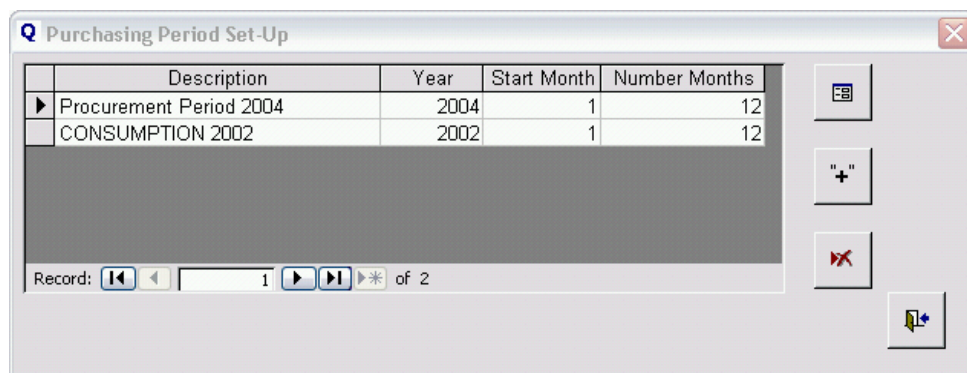 Q Purchasing Period Set-Up
Description Year Start Month Number Months
Procurement Period 2004 2004 1 12
CONSUMPTION 2002 2002 1 12
"+"
Record: 1 of 2